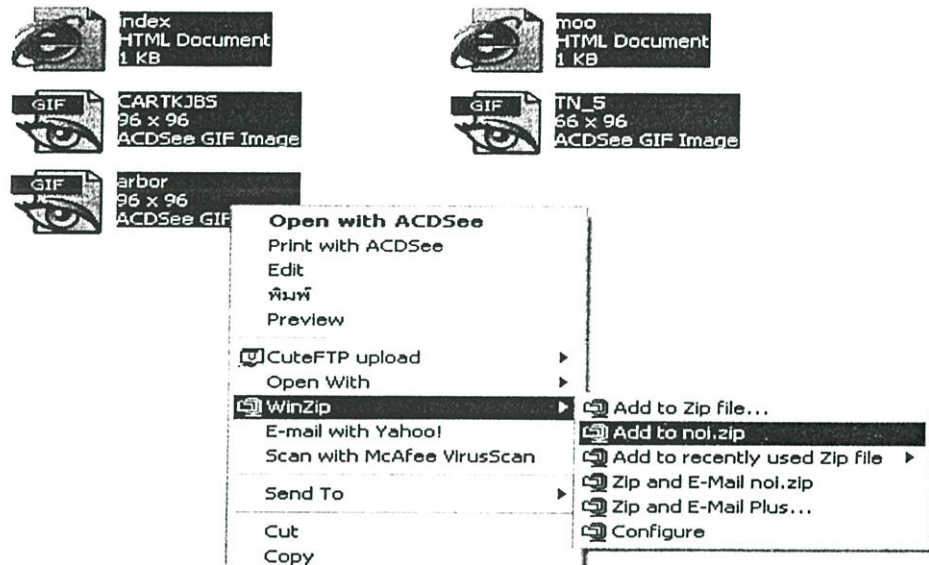 index
HTML Document
1 KB
moo
HTML Document
1 KB
GIF
CARTKJBS
96 x 96
ACDSee GIF Image
GIF
TN_5
66 x 96
ACDSee GIF Image
GIF
arbor
96 x 96
ACDSee GIF
Open with ACDSee
Print with ACDSee
Edit
พิมพ์
Preview
CuteFTP upload
Open With
WinZip
E-mail with Yahoo!
Scan with McAfee VirusScan
Send To
Cut
Copy
Add to Zip file...
Add to noi.zip
Add to recently used Zip file
Zip and E-Mail noi.zip
Zip and E-Mail Plus...
Configure